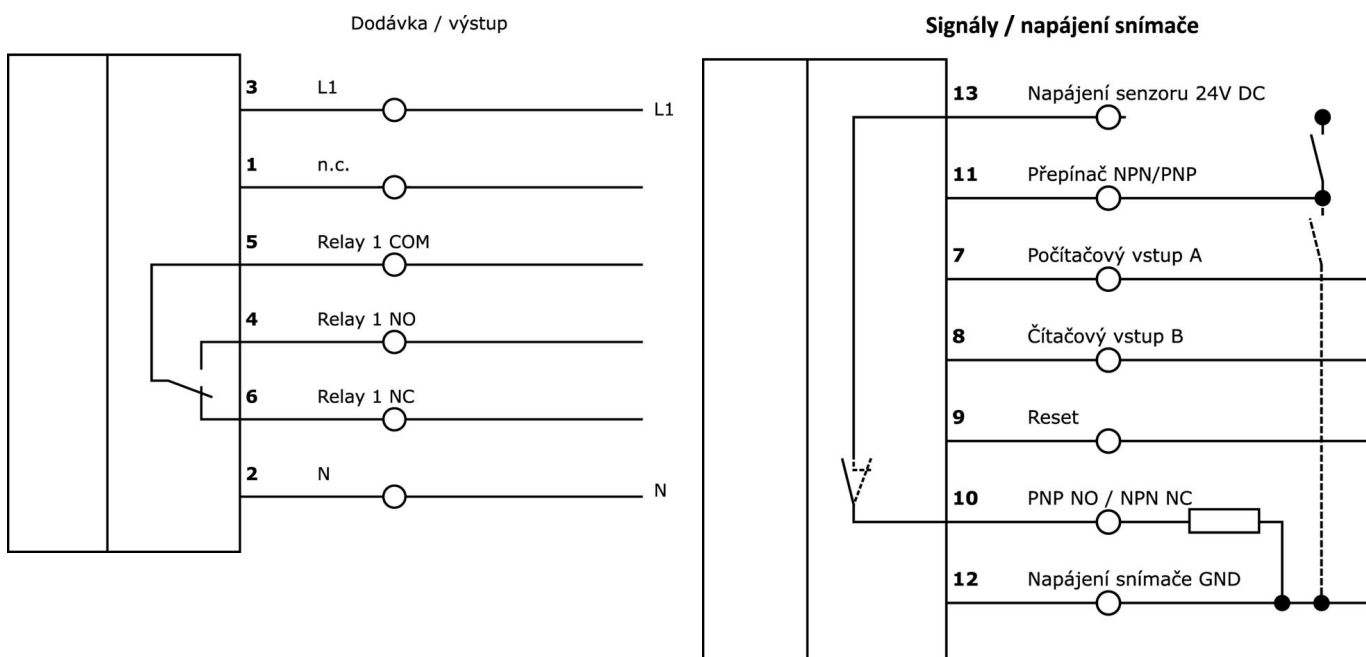 Dodávka / výstup
3 L1
L1
1 n.c.
5 Relay 1 COM
4 Relay 1 NO
6 Relay 1 NC
2 N
N
Signály / napájení snímače
13 Napájení senzoru 24V DC
11 Přepínač NPN/PNP
7 Počítačový vstup A
8 Čítačový vstup B
9 Reset
10 PNP NO / NPN NC
12 Napájení snímače GND